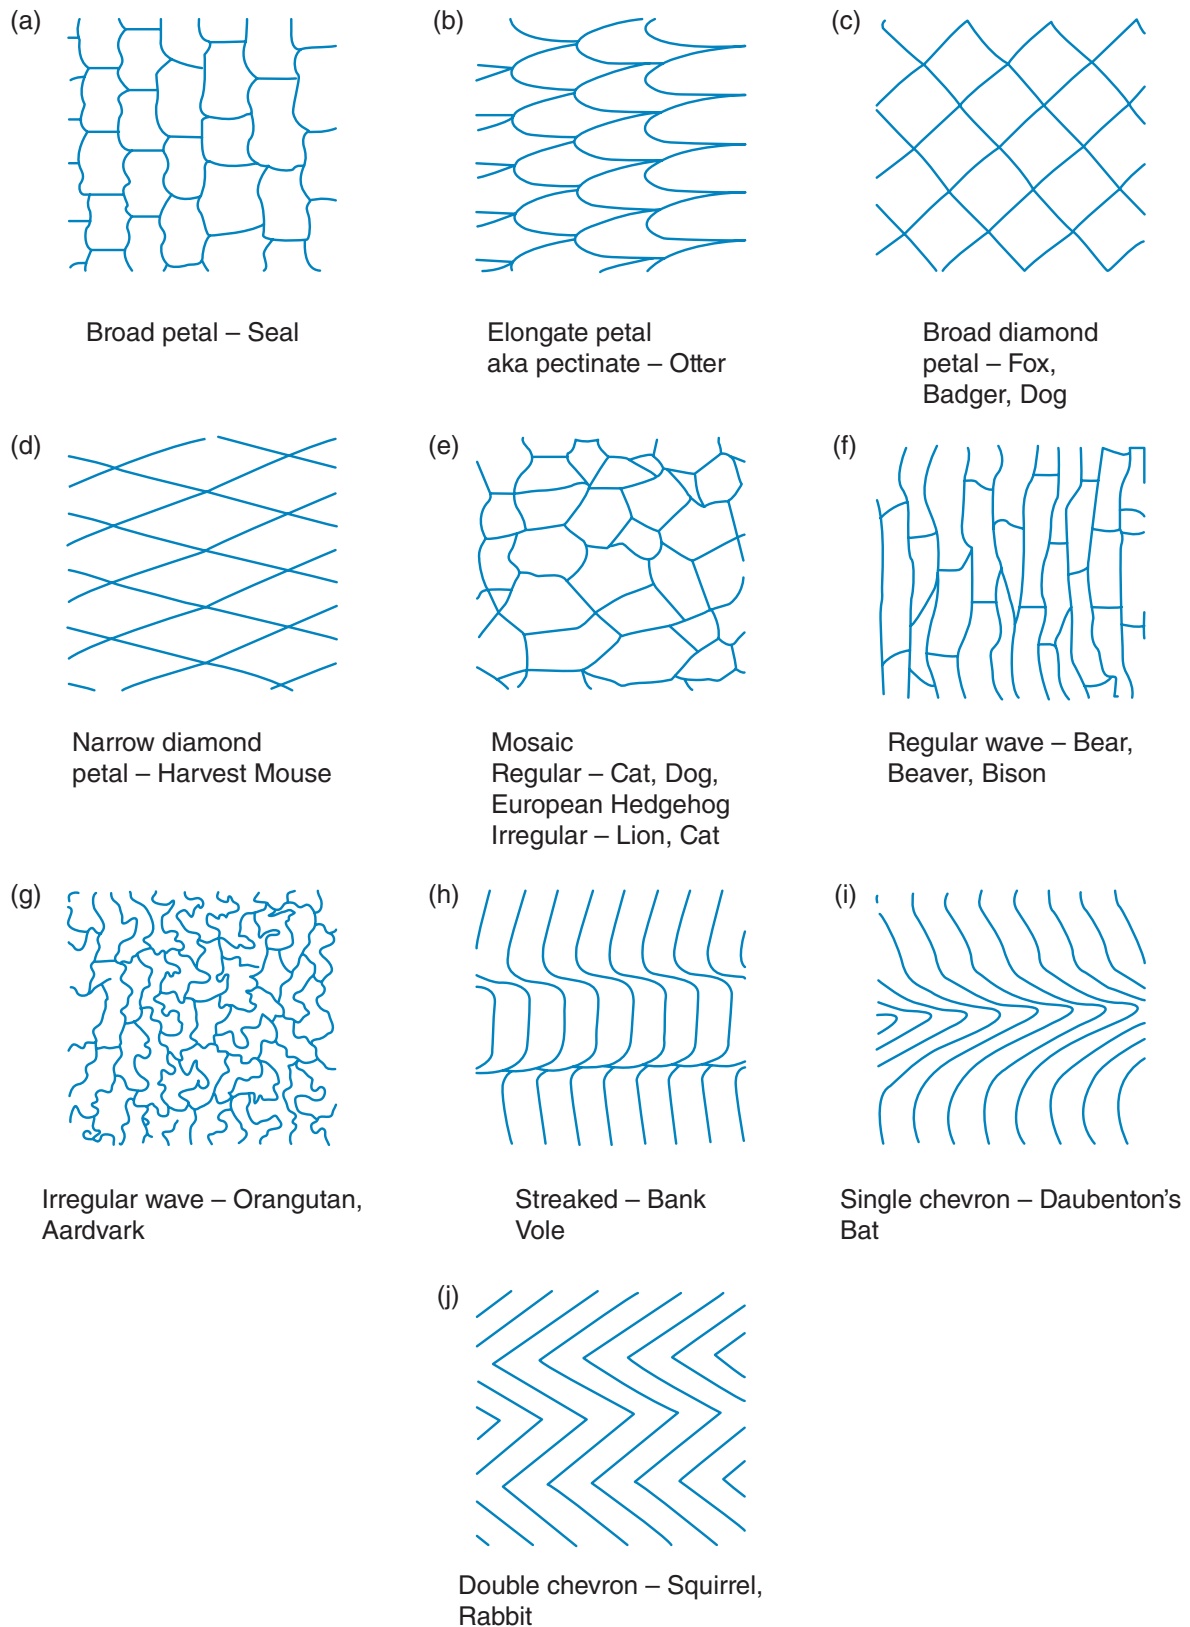 (a)
Broad petal – Seal
(b)
Elongate petal
aka pectinate – Otter
(c)
Broad diamond
petal – Fox,
Badger, Dog
(d)
Narrow diamond
petal – Harvest Mouse
(e)
Mosaic
Regular – Cat, Dog,
European Hedgehog
Irregular – Lion, Cat
(f)
Regular wave – Bear,
Beaver, Bison
(g)
Irregular wave – Orangutan,
Aardvark
(h)
Streaked – Bank
Vole
(i)
Single chevron – Daubenton's
Bat
(j)
Double chevron – Squirrel,
Rabbit